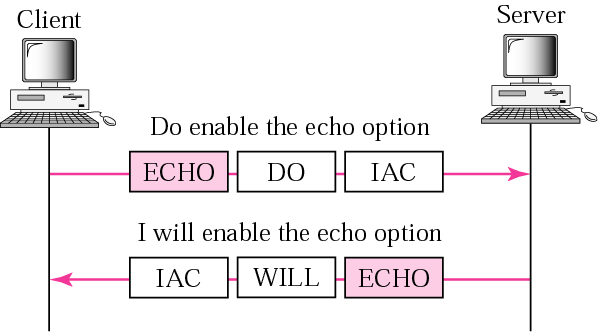 Client
Server
Do enable the echo option
ECHO DO IAC
I will enable the echo option
IAC WILL ECHO